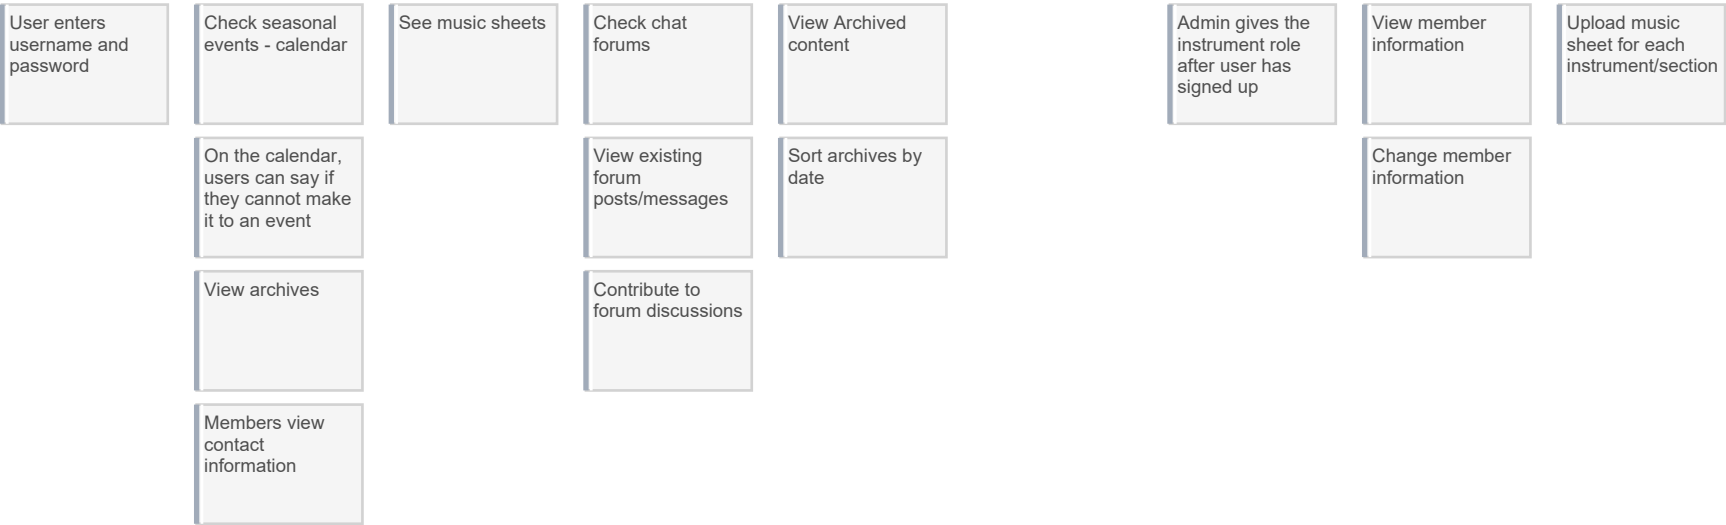 User enters
username and
password
Check seasonal
events - calendar
See music sheets
Check chat
forums
View Archived
content
Admin gives the
instrument role
after user has
signed up
View member
information
Upload music
sheet for each
instrument/section
On the calendar,
users can say if
they cannot make
it to an event
View existing
forum
posts/messages
Sort archives by
date
Change member
information
View archives
Contribute to
forum discussions
Members view
contact
information